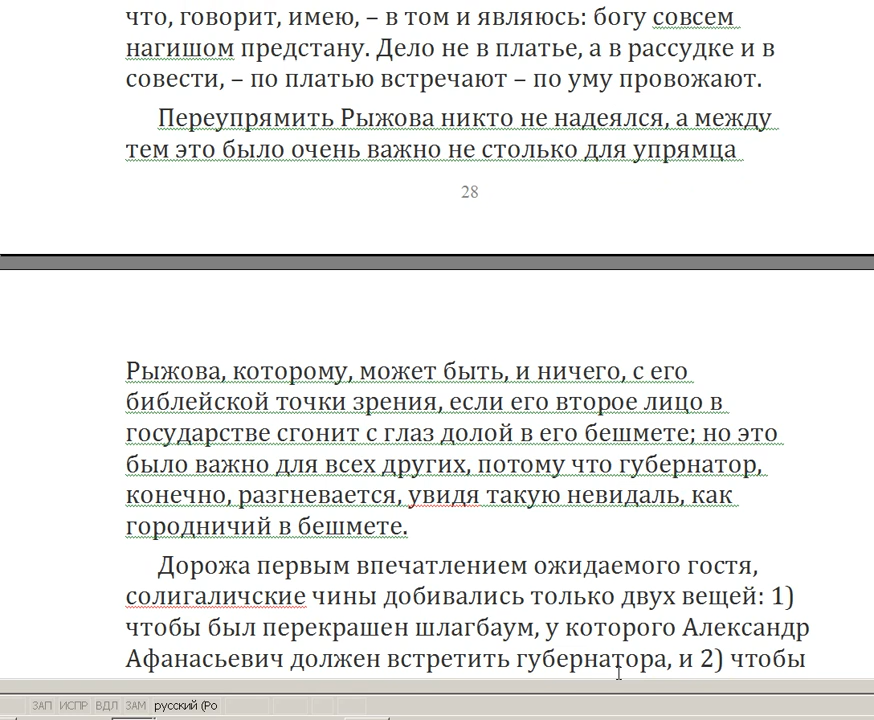 что, говорит, имею, – в том и являюсь: богу совсем
нагишом предстану. Дело не в платье, а в рассудке и в
совести, – по платью встречают – по уму провожают.
Переупрямить Рыжова никто не надеялся, а между
тем это было очень важно не столько для упрямца
28
Рыжова, которому, может быть, и ничего, с его
библейской точки зрения, если его второе лицо в
государстве сгонит с глаз долой в его бешмете; но это
было важно для всех других, потому что губернатор,
конечно, разгневается, увидя такую невидаль, как
городничий в бешмете.
Дорожа первым впечатлением ожидаемого гостя,
солигаличские чины добивались только двух вещей: 1)
чтобы был перекрашен шлагбаум, у которого Александр
Афанасьевич должен встретить губернатора, и 2) чтобы
ЗАП ИСПР ВДЛ ЗАМ русский (Ро